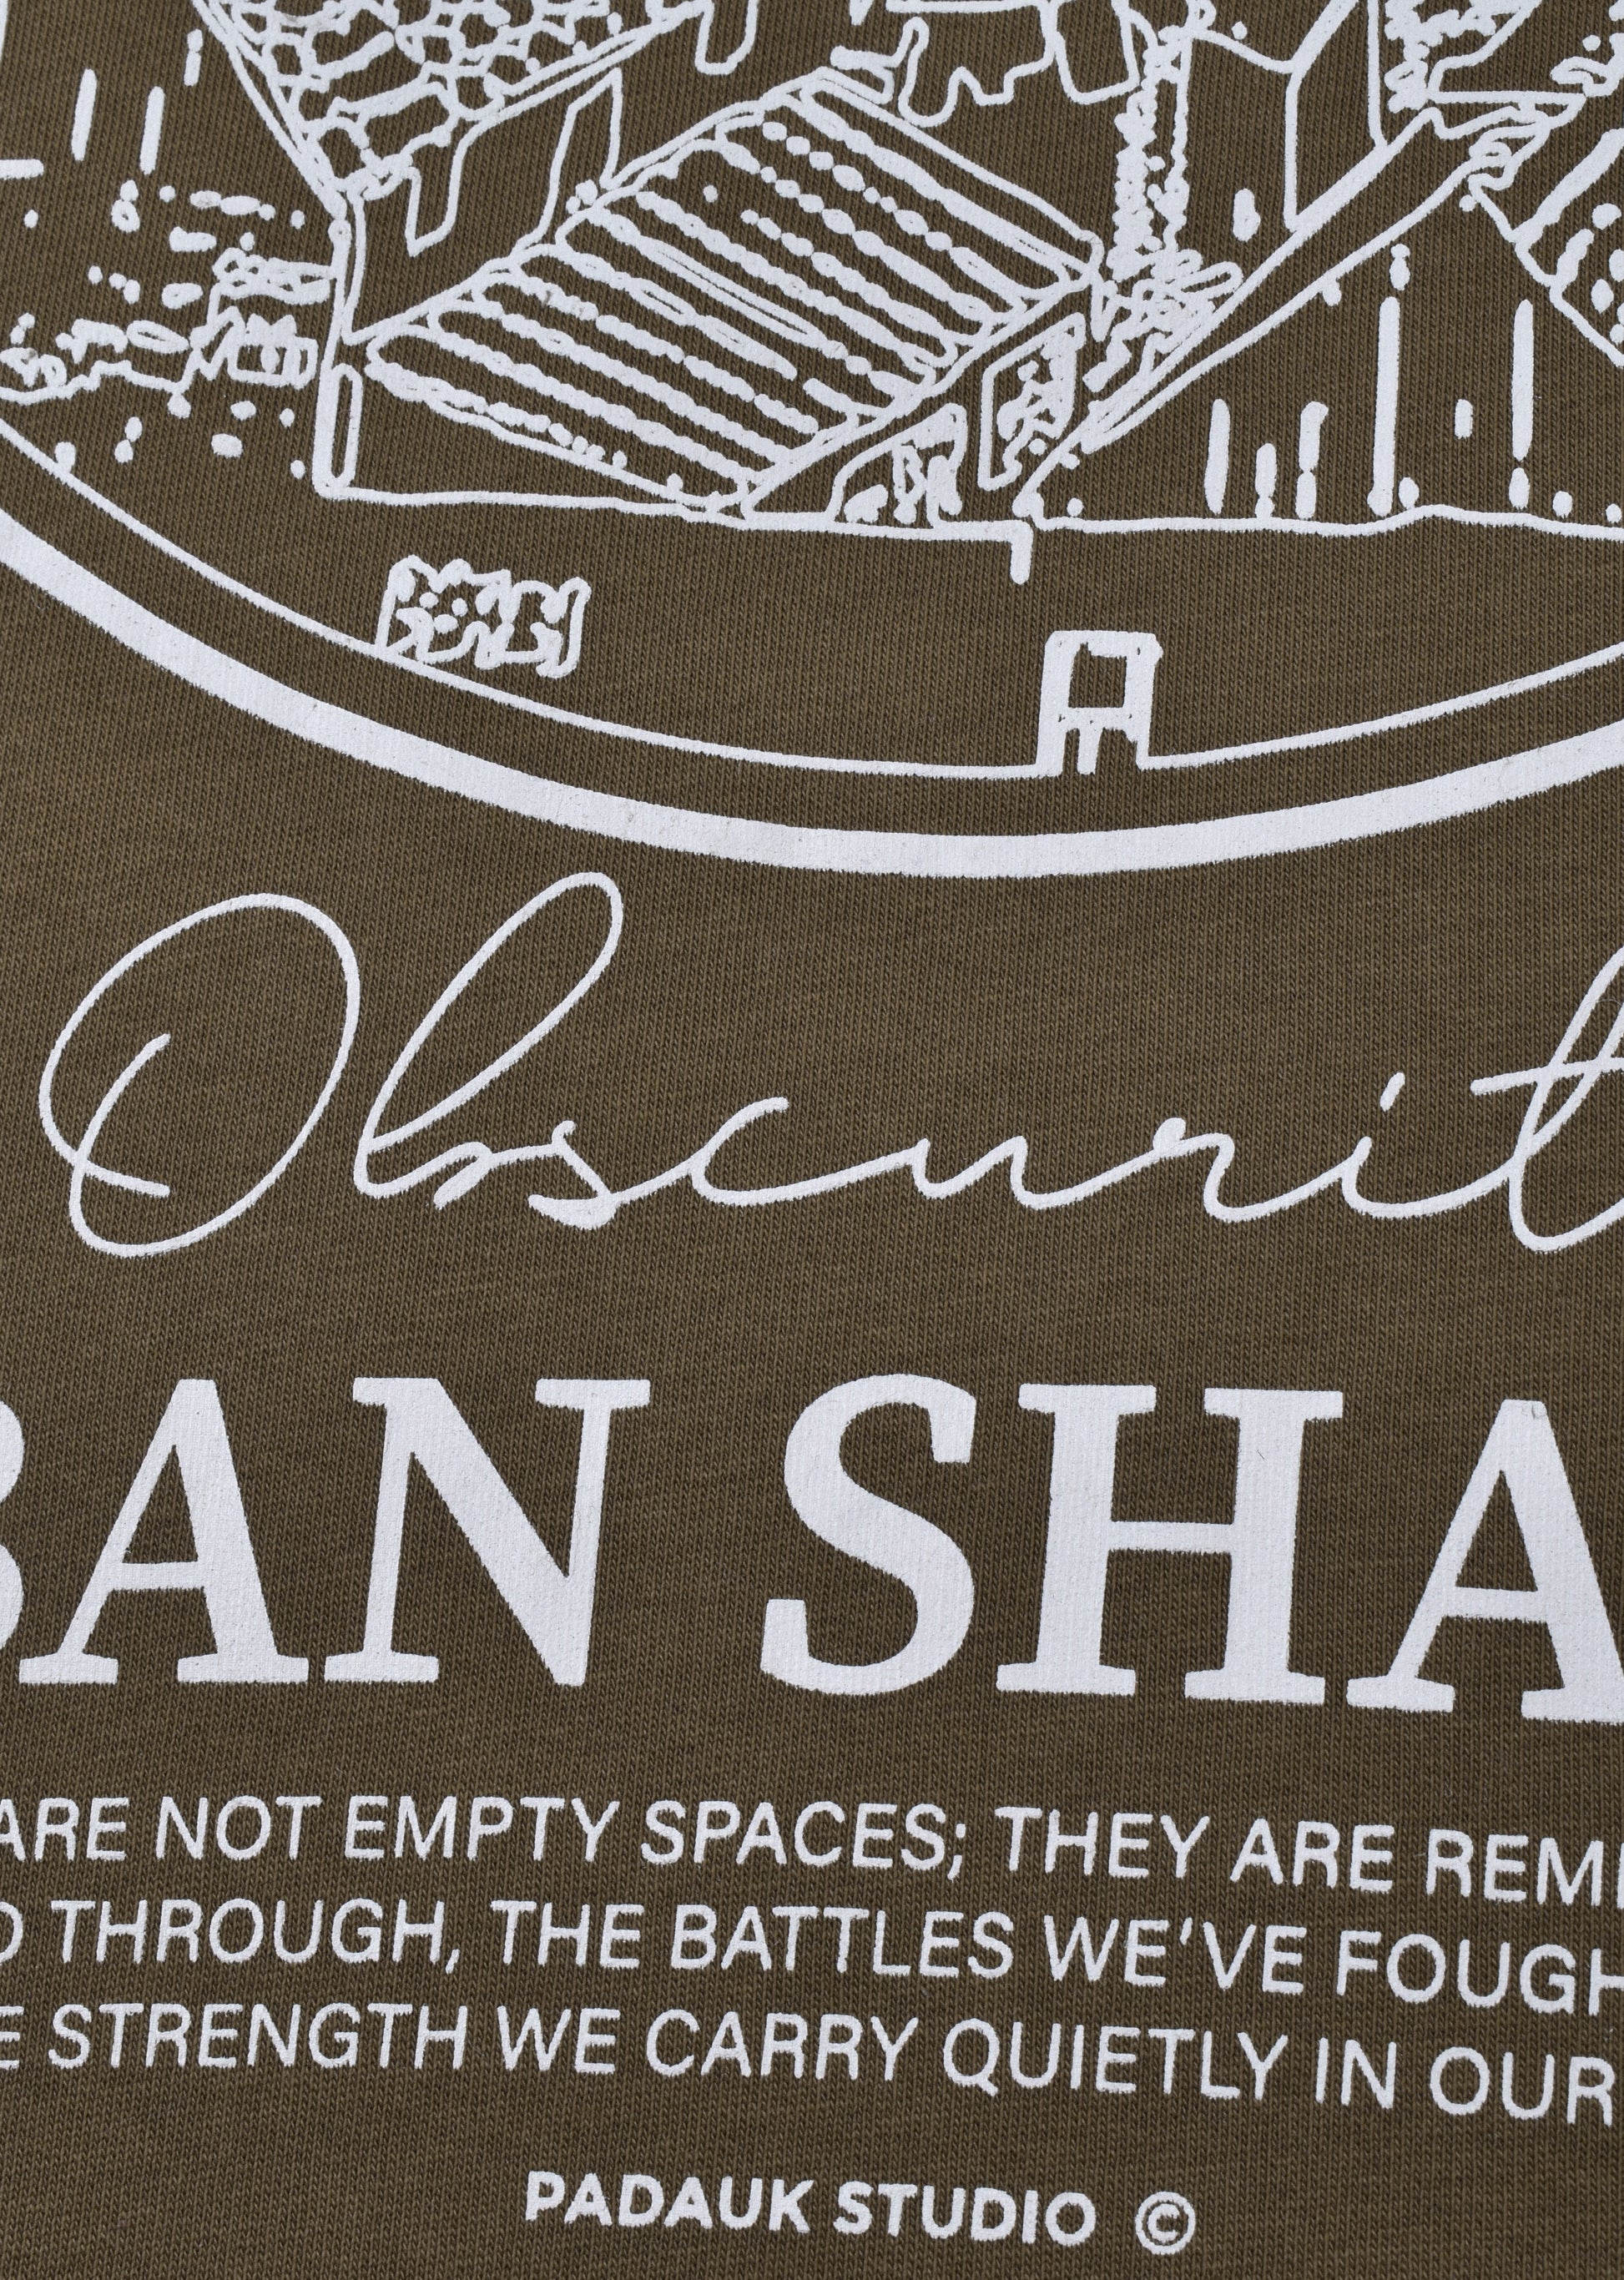 Obscurit
BAN SHA
ARE NOT EMPTY SPACES; THEY ARE REM
D THROUGH, THE BATTLES WE'VE FOUGH
E STRENGTH WE CARRY QUIETLY IN OUR
PADAUK STUDIO ©